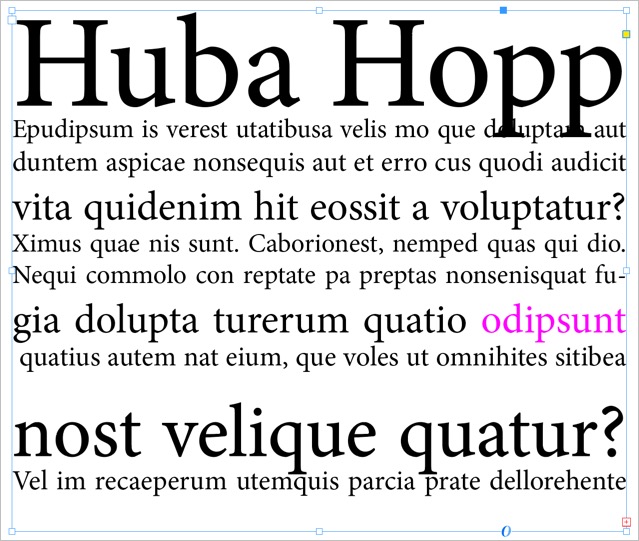 Huba Hopp
Epudipsum is verest utatibusa velis mo que doluptam aut
duntem aspicae nonsequis aut et erro cus quodi audicit
vita quidenim hit eossit a voluptatur?
Ximus quae nis sunt. Caborionest, nemped quas qui dio.
Nequi commolo con reptate pa preptas nonsenisquat fu-
gia dolupta turerum quatio odipsunt
quatius autem nat eium, que voles ut omnihites sitibea
nost velique quatur?
Vel im recaeperum utemquis parcia prate dellorehente